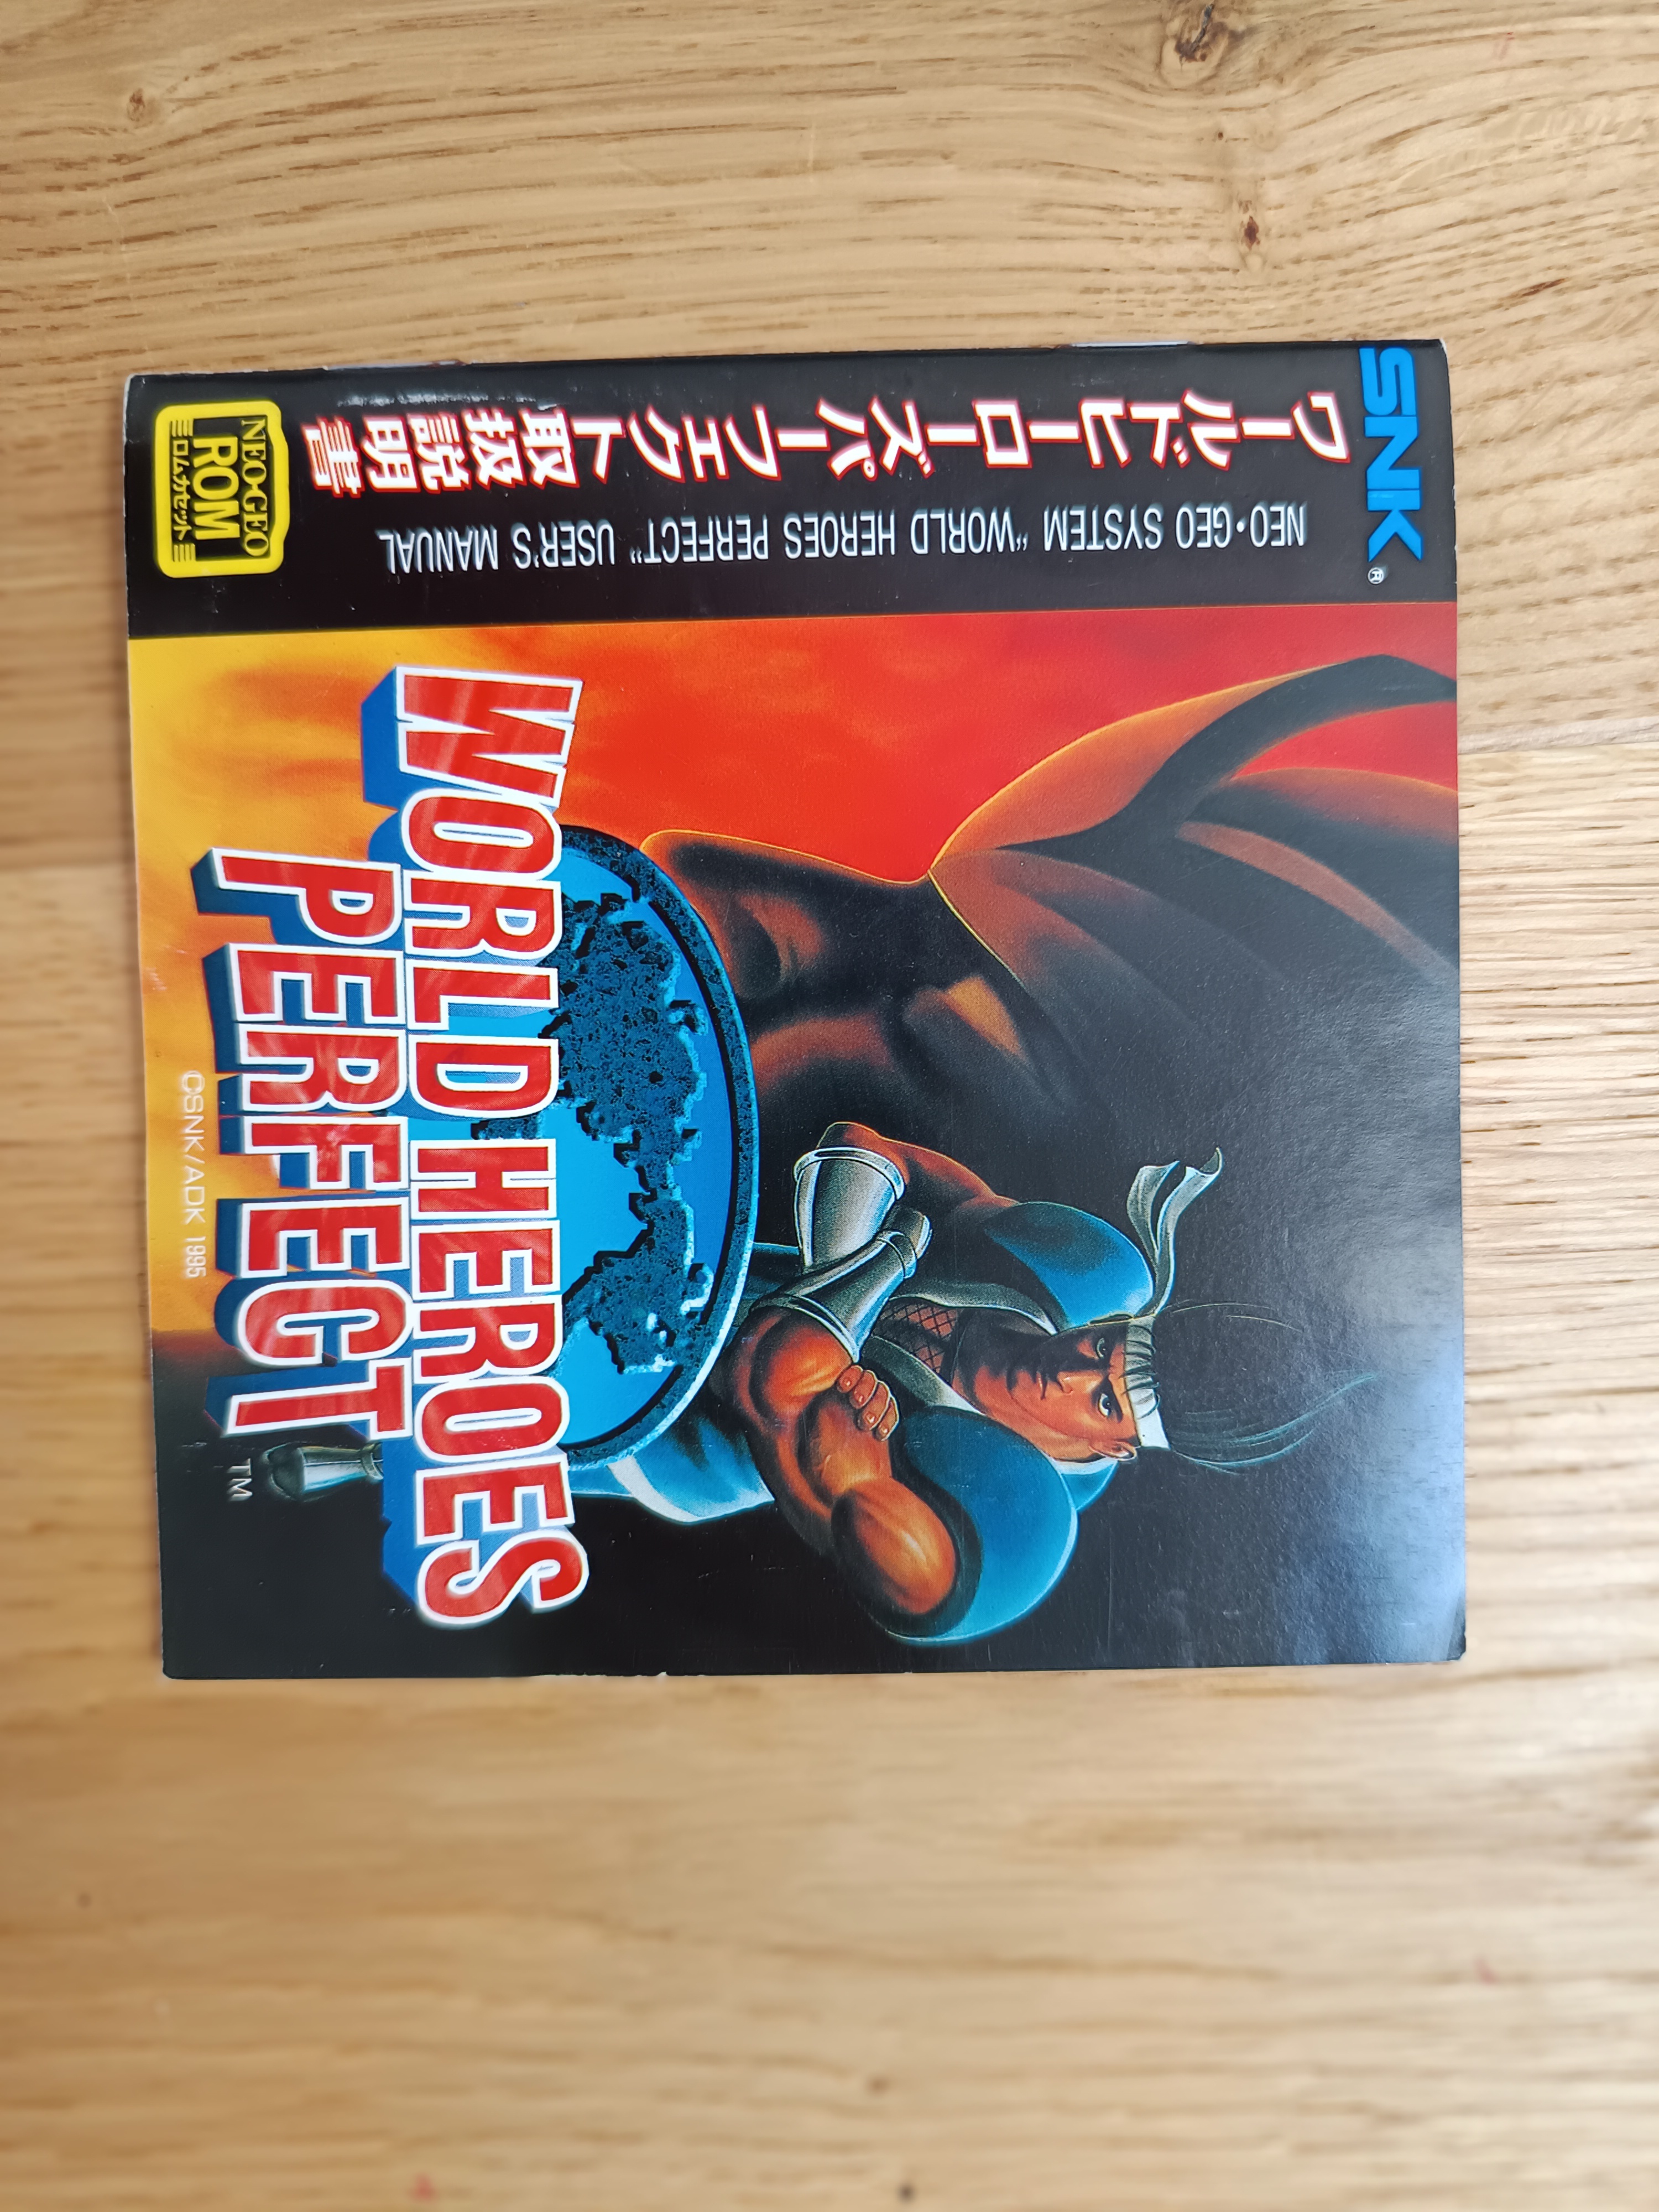 SNK®
ワールドヒーローズパーフェクト取扱説明書
NEO•GEO SYSTEM "WORLD HEROES PERFECT" USER'S MANUAL
NEO•GEO
ROM
ロムカセット
WORLD HEROES
PERFECT
TM
©SNK/ADK 1995